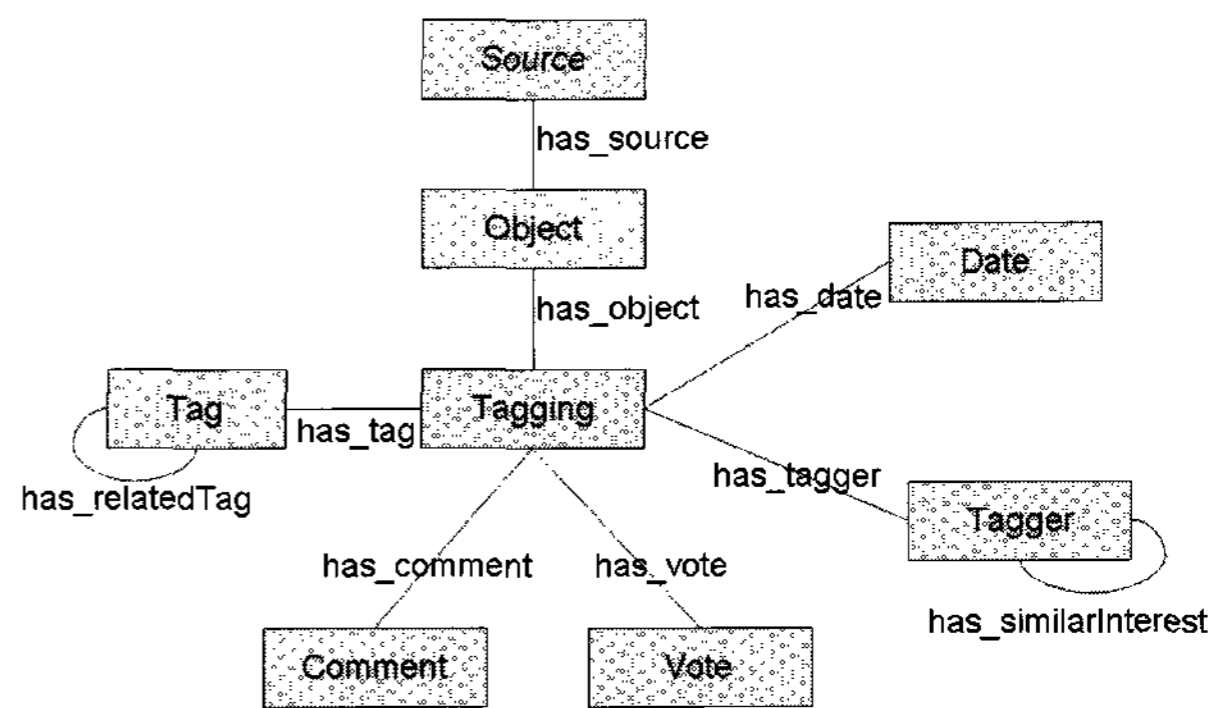 Source
has_source
Object
Date
has_date
has_object
Tag
Tagging
has_tag
has_relatedTag
has_tagger
Tagger
has_comment
has_vote
has_similarInterest
Comment
Vote